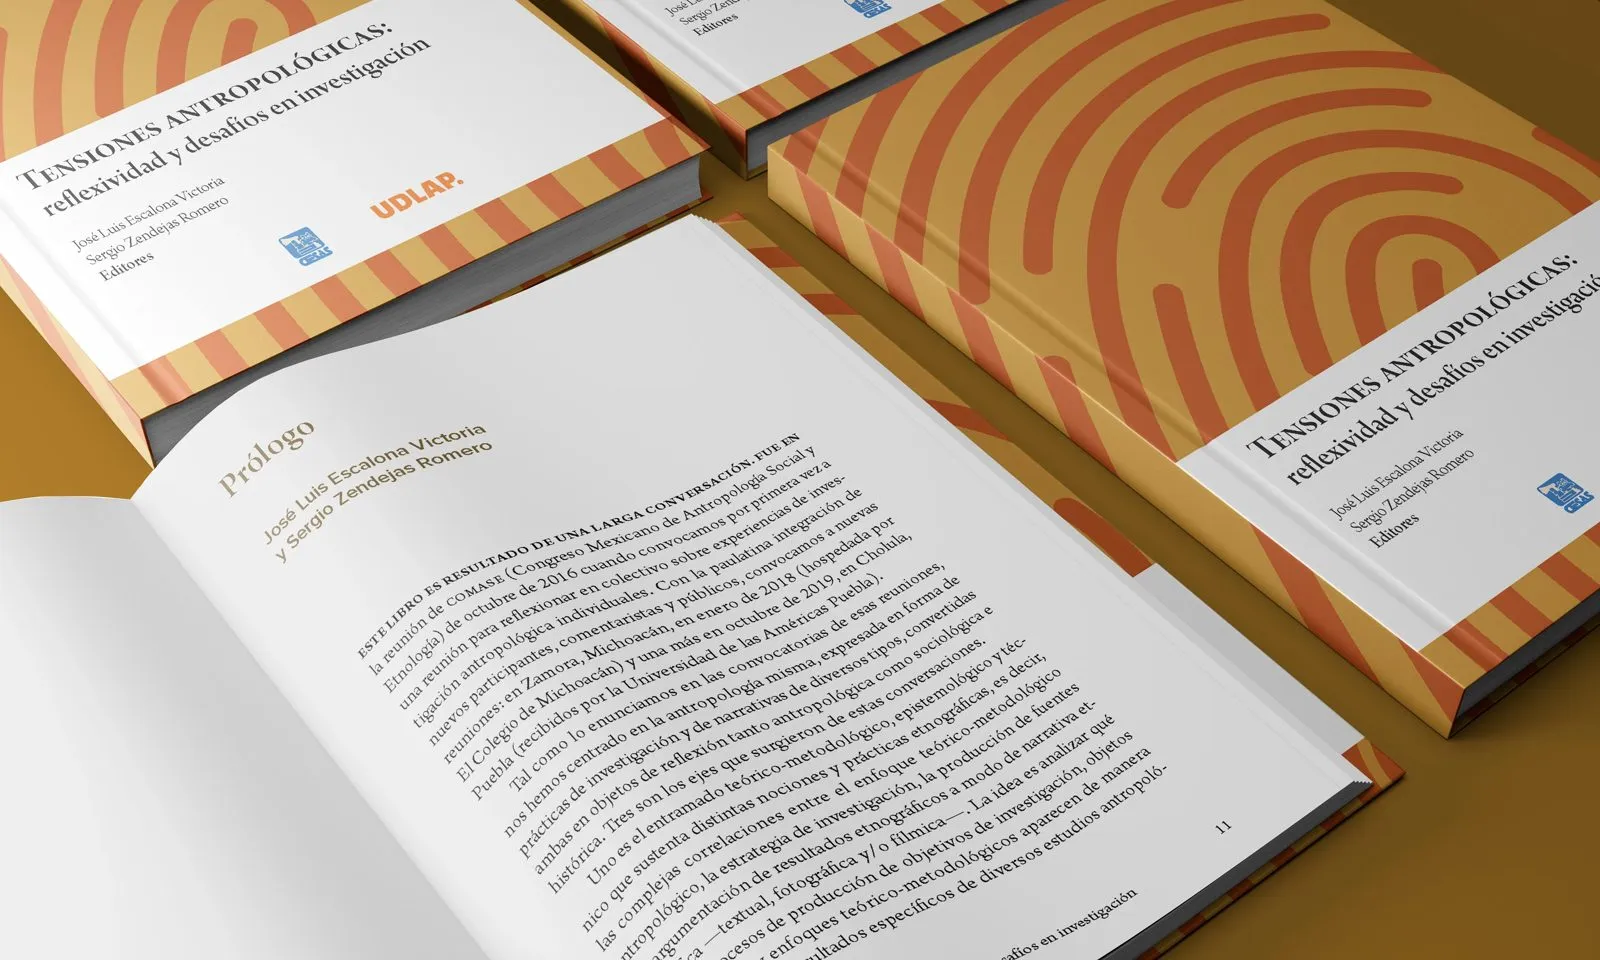 TENSIONES ANTROPOLÓGICAS:
reflexividad y desafíos en investigación
José Luis Escalona Victoria
Sergio Zendejas Romero
Editores
CIESAS
UDLAP.
Editores
TENSIONES ANTROPOLÓGICAS:
reflexividad y desafíos en investigació
José Luis Escalona Victoria
Sergio Zendejas Romero
Editores
CIESAS
Prólogo
José Luis Escalona Victoria
y Sergio Zendejas Romero
ESTE LIBRO ES RESULTADO DE UNA LARGA CONVERSACIÓN. FUE EN
la reunión de COMASE (Congreso Mexicano de Antropología Social y
Etnología) de octubre de 2016 cuando convocamos por primera vez a
una reunión para reflexionar en colectivo sobre experiencias de inves-
tigación antropológica individuales. Con la paulatina integración de
nuevos participantes, comentaristas y públicos, convocamos a nuevas
reuniones: en Zamora, Michoacán, en enero de 2018 (hospedada por
El Colegio de Michoacán) y una más en octubre de 2019, en Cholula,
Puebla (recibidos por la Universidad de las Américas Puebla).
Tal como lo enunciamos en las convocatorias de esas reuniones,
nos hemos centrado en la antropología misma, expresada en forma de
prácticas de investigación y de narrativas de diversos tipos, convertidas
ambas en objetos de reflexión tanto antropológica como sociológica e
histórica. Tres son los ejes que surgieron de estas conversaciones.
Uno es el entramado teórico-metodológico, epistemológico y téc-
nico que sustenta distintas nociones y prácticas etnográficas, es decir,
las complejas correlaciones entre el enfoque teórico-metodológico
ntropológico, la estrategia de investigación, la producción de fuentes
argumentación de resultados etnográficos a modo de narrativa et-
ca —textual, fotográfica y/o fílmica—. La idea es analizar qué
ocesos de producción de objetivos de investigación, objetos
y enfoques teórico-metodológicos aparecen de manera
ultados específicos de diversos estudios antropoló-
11
safíos en investigación